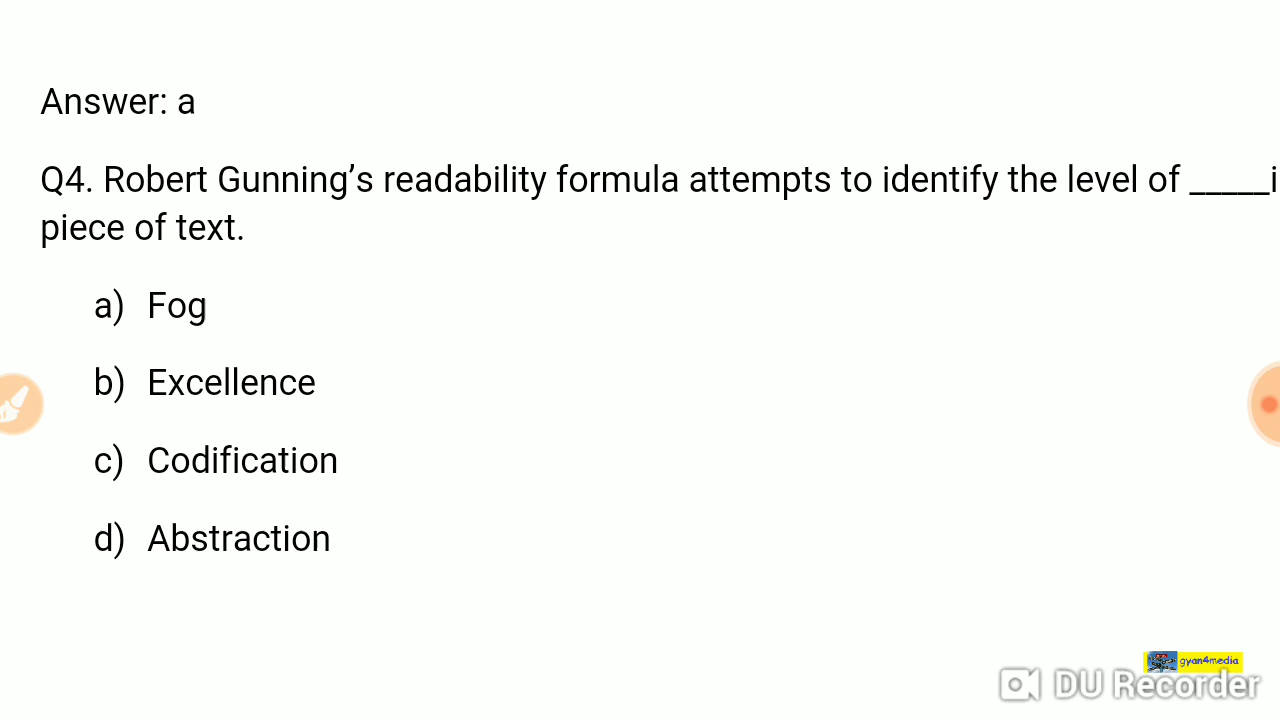 Answer: a
Q4. Robert Gunning’s readability formula attempts to identify the level of _____i
piece of text.
a) Fog
b) Excellence
c) Codification
d) Abstraction
gyan4media
DU Recorder